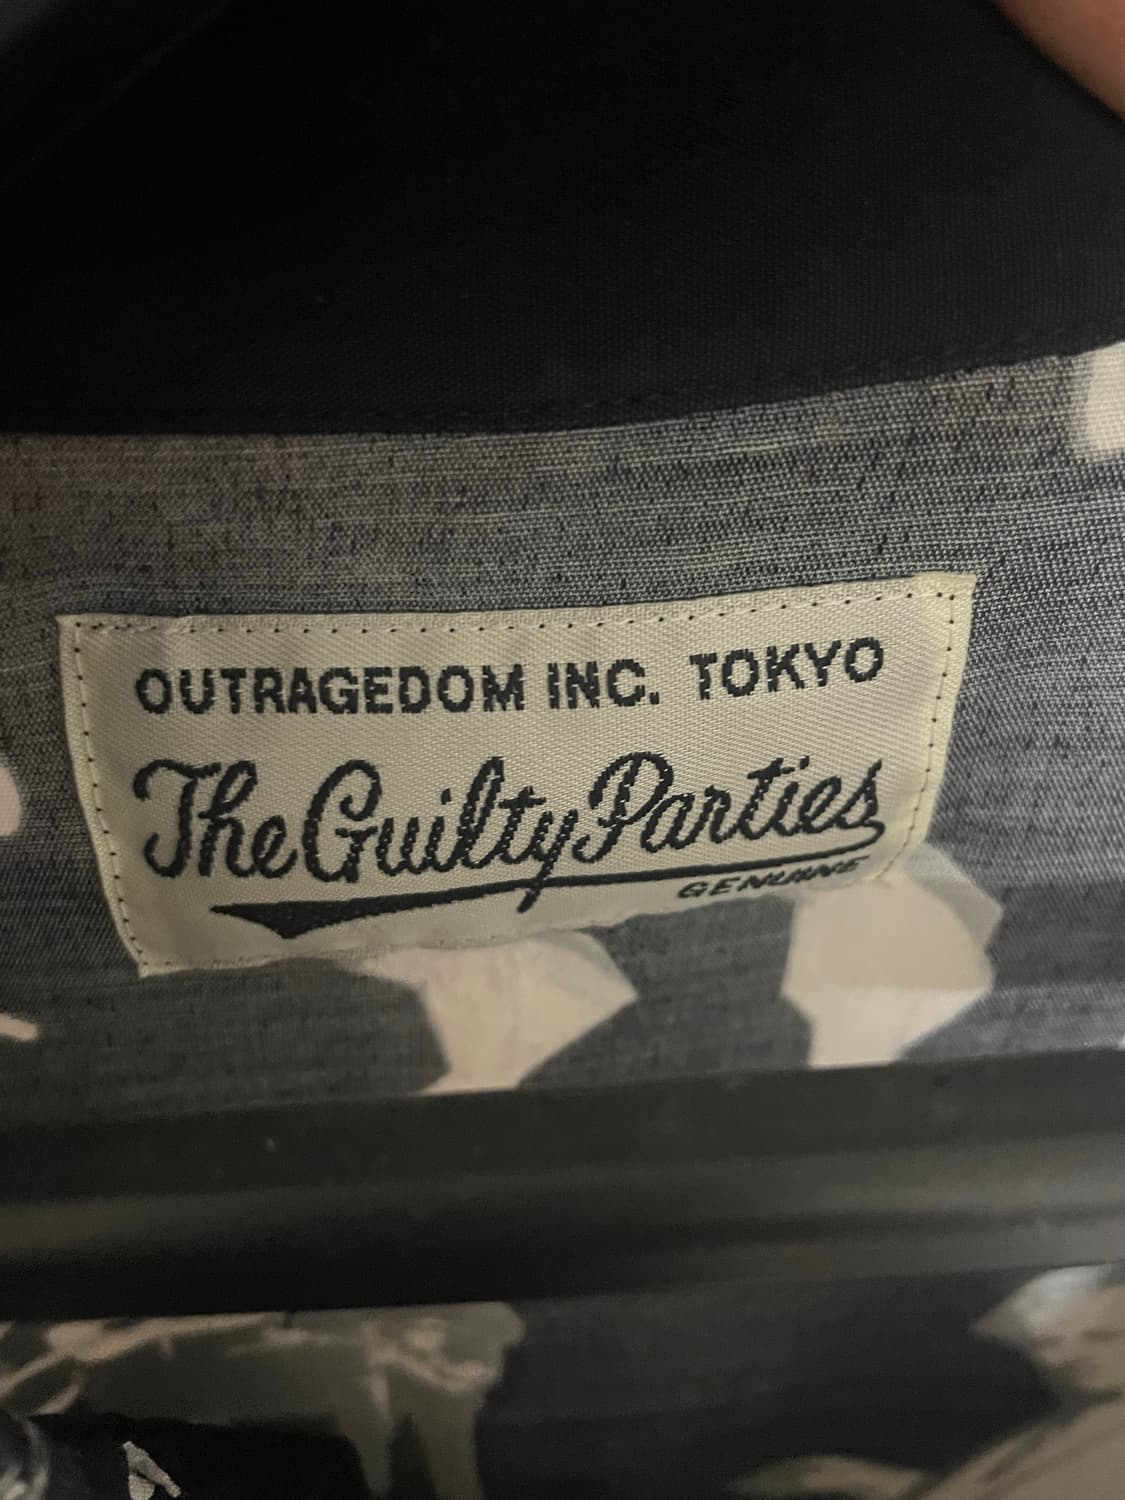 OUTRAGEDOM INC. TOKYO
The Guilty Parties
GENUINE